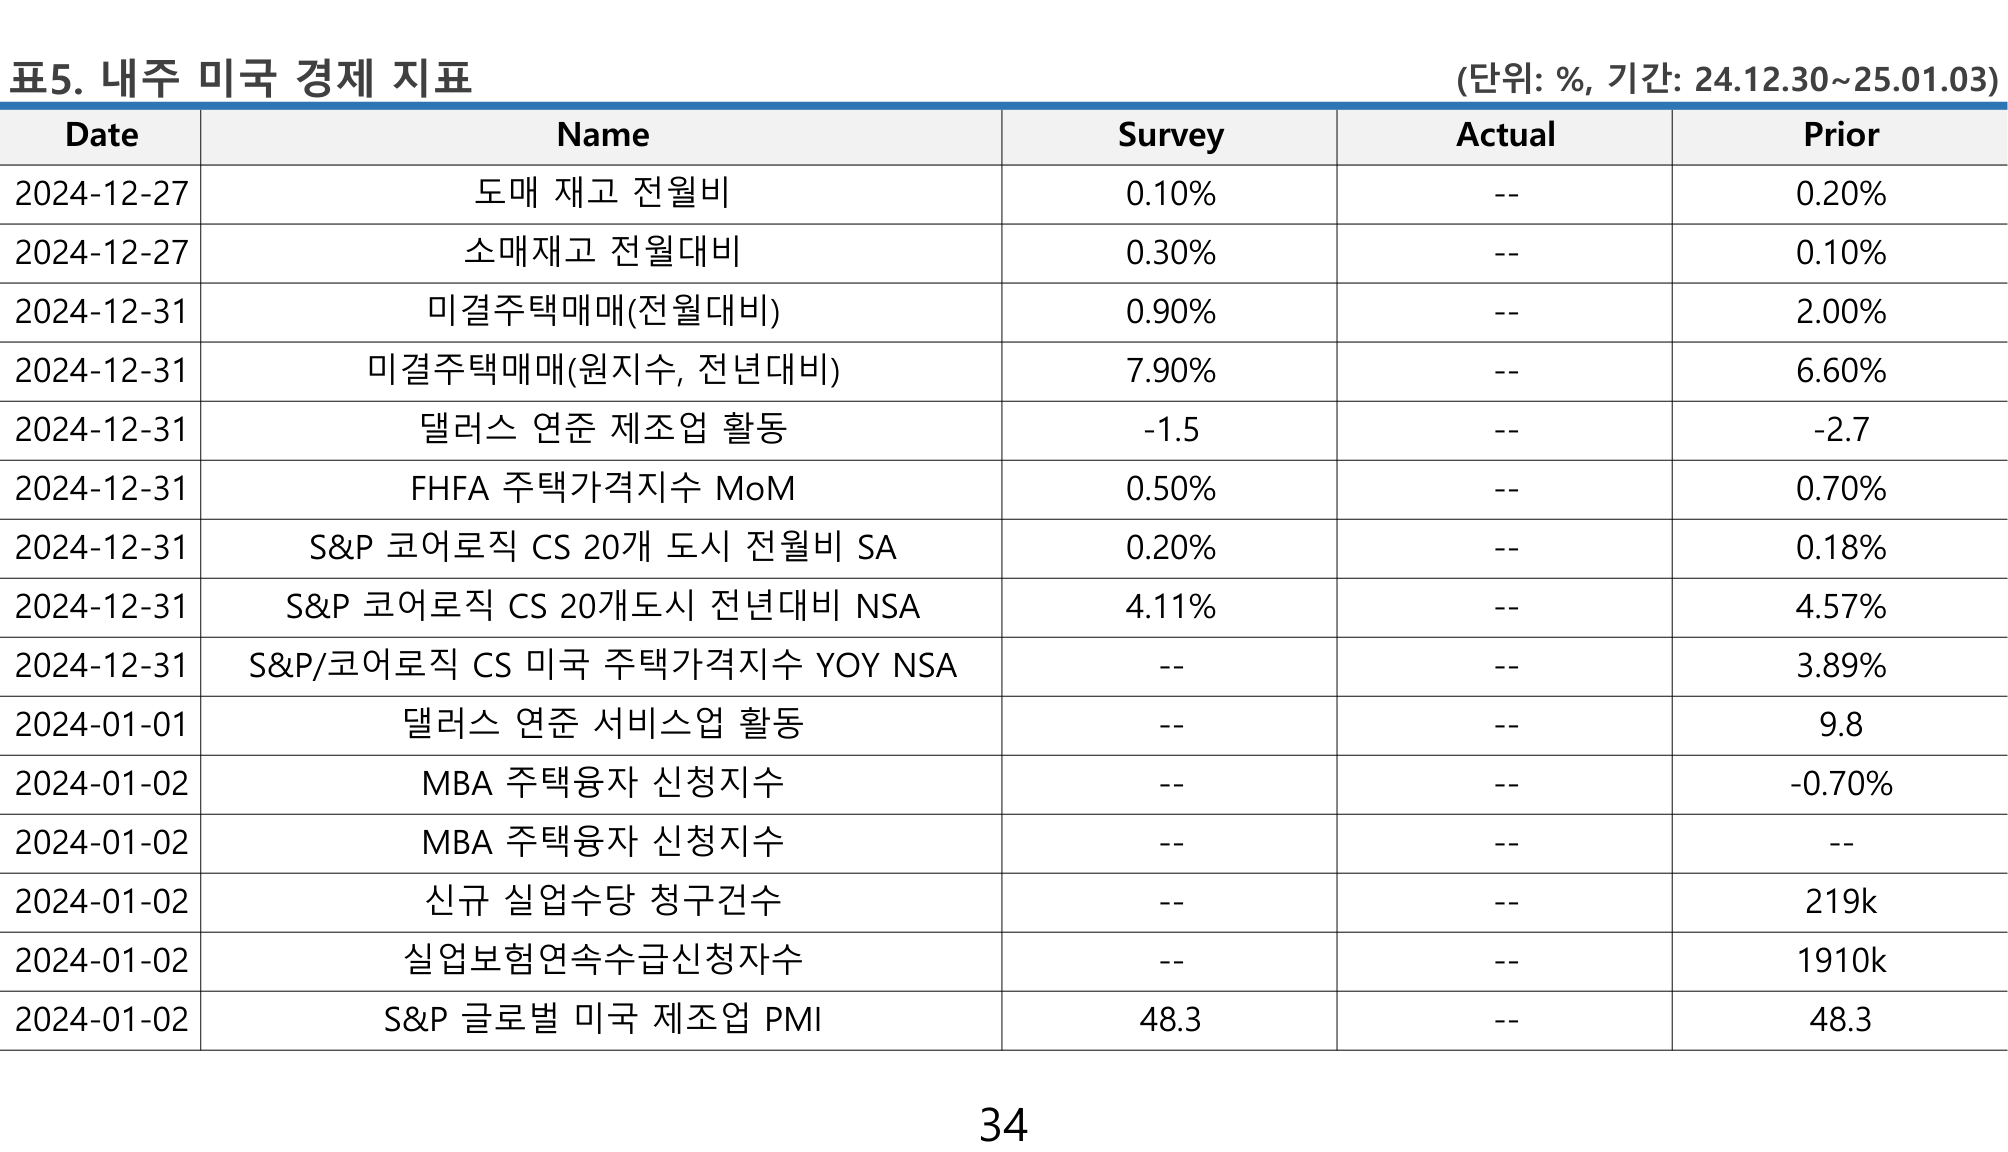 표5. 내주 미국 경제 지표 (단위: %, 기간: 24.12.30~25.01.03)
Date Name Survey Actual Prior
2024-12-27 도매 재고 전월비 0.10% -- 0.20%
2024-12-27 소매재고 전월대비 0.30% -- 0.10%
2024-12-31 미결주택매매(전월대비) 0.90% -- 2.00%
2024-12-31 미결주택매매(원지수, 전년대비) 7.90% -- 6.60%
2024-12-31 댈러스 연준 제조업 활동 -1.5 -- -2.7
2024-12-31 FHFA 주택가격지수 MoM 0.50% -- 0.70%
2024-12-31 S&P 코어로직 CS 20개 도시 전월비 SA 0.20% -- 0.18%
2024-12-31 S&P 코어로직 CS 20개도시 전년대비 NSA 4.11% -- 4.57%
2024-12-31 S&P/코어로직 CS 미국 주택가격지수 YOY NSA -- -- 3.89%
2024-01-01 댈러스 연준 서비스업 활동 -- -- 9.8
2024-01-02 MBA 주택융자 신청지수 -- -- -0.70%
2024-01-02 MBA 주택융자 신청지수 -- -- --
2024-01-02 신규 실업수당 청구건수 -- -- 219k
2024-01-02 실업보험연속수급신청자수 -- -- 1910k
2024-01-02 S&P 글로벌 미국 제조업 PMI 48.3 -- 48.3
34